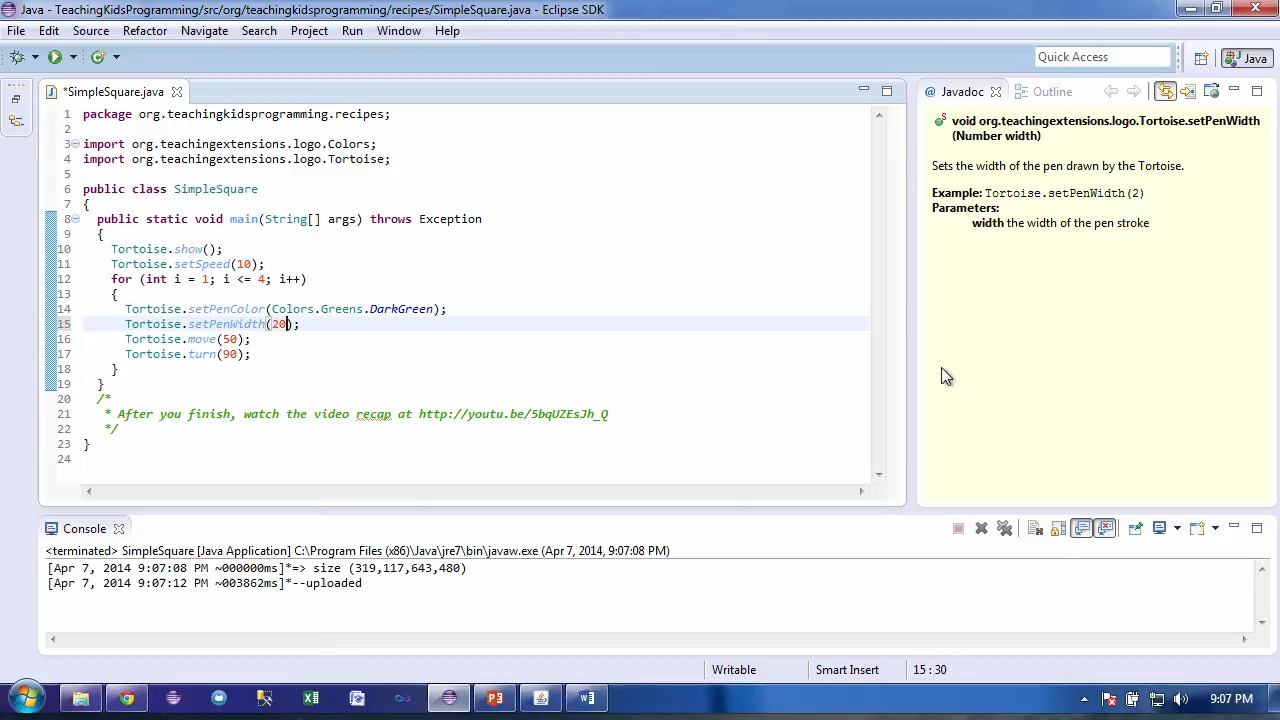 Java - TeachingKidsProgramming/src/org/teachingkidsprogramming/recipes/SimpleSquare.java - Eclipse SDK
File Edit Source Refactor Navigate Search Project Run Window Help
Quick Access
Java
*SimpleSquare.java
1 package org.teachingkidsprogramming.recipes;
2
3 import org.teachingextensions.logo.Colors;
4 import org.teachingextensions.logo.Tortoise;
5
6 public class SimpleSquare
7 {
8 public static void main(String[] args) throws Exception
9 {
10 Tortoise.show();
11 Tortoise.setSpeed(10);
12 for (int i = 1; i <= 4; i++)
13 {
14 Tortoise.setPenColor(Colors.Greens.DarkGreen);
15 Tortoise.setPenWidth(20);
16 Tortoise.move(50);
17 Tortoise.turn(90);
18 }
19 }
20 /*
21 * After you finish, watch the video recap at http://youtu.be/5bqUZEsJh_Q
22 */
23 }
24
@ Javadoc Outline
void org.teachingextensions.logo.Tortoise.setPenWidth
(Number width)
Sets the width of the pen drawn by the Tortoise.
Example: Tortoise.setPenWidth(2)
Parameters:
width the width of the pen stroke
Console
<terminated> SimpleSquare [Java Application] C:\Program Files (x86)\Java\jre7\bin\javaw.exe (Apr 7, 2014 9:07:08 PM)
[Apr 7, 2014 9:07:08 PM ~000000ms]*=> size (319,117,643,480)
[Apr 7, 2014 9:07:12 PM ~003862ms]*--uploaded
Writable Smart Insert 15 : 30
9:07 PM